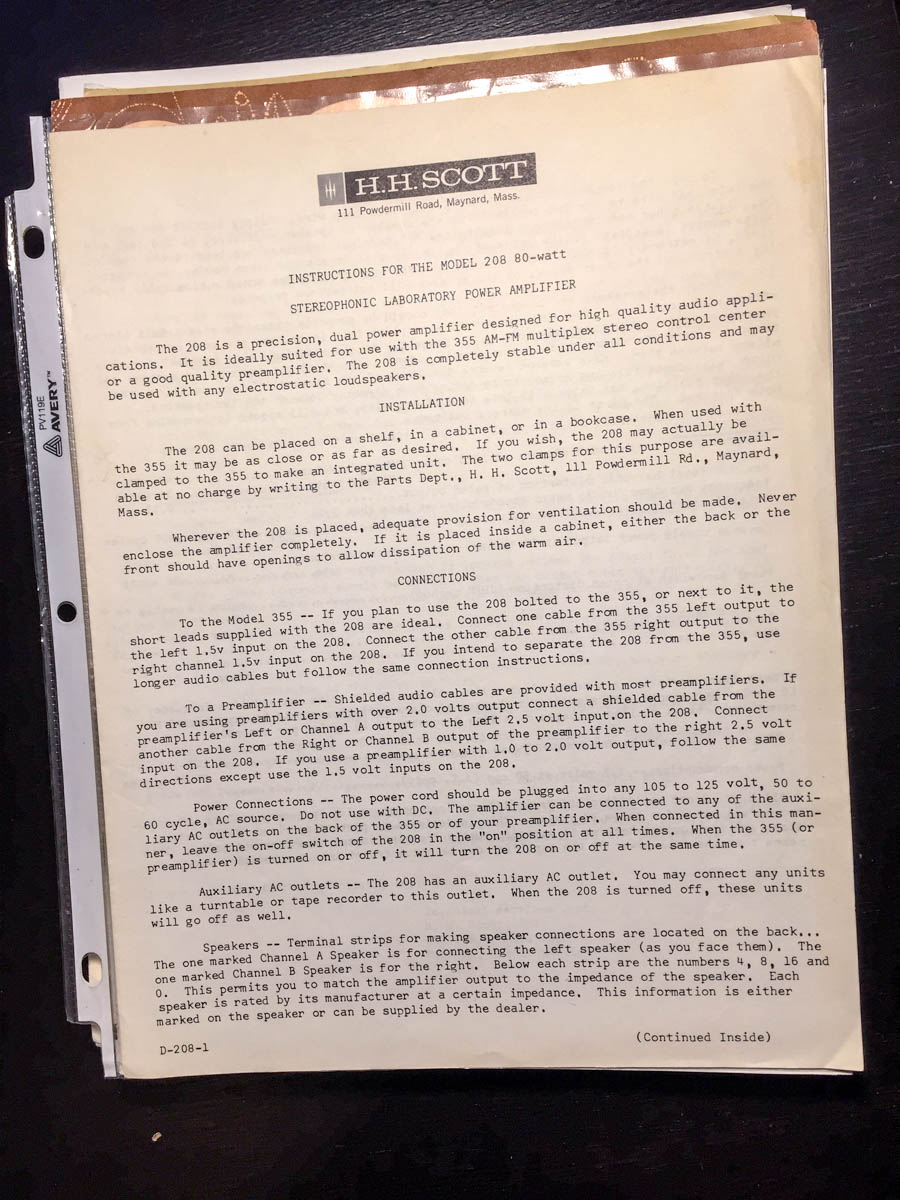 H.H. SCOTT
111 Powdermill Road, Maynard, Mass.
INSTRUCTIONS FOR THE MODEL 208 80-watt
STEREOPHONIC LABORATORY POWER AMPLIFIER
The 208 is a precision, dual power amplifier designed for high quality audio appli-
cations. It is ideally suited for use with the 355 AM-FM multiplex stereo control center
or a good quality preamplifier. The 208 is completely stable under all conditions and may
be used with any electrostatic loudspeakers.
INSTALLATION
The 208 can be placed on a shelf, in a cabinet, or in a bookcase. When used with
the 355 it may be as close or as far as desired. If you wish, the 208 may actually be
clamped to the 355 to make an integrated unit. The two clamps for this purpose are avail-
able at no charge by writing to the Parts Dept., H. H. Scott, 111 Powdermill Rd., Maynard,
Mass.
Wherever the 208 is placed, adequate provision for ventilation should be made. Never
enclose the amplifier completely. If it is placed inside a cabinet, either the back or the
front should have openings to allow dissipation of the warm air.
CONNECTIONS
To the Model 355 -- If you plan to use the 208 bolted to the 355, or next to it, the
short leads supplied with the 208 are ideal. Connect one cable from the 355 left output to
the left 1.5v input on the 208. Connect the other cable from the 355 right output to the
right channel 1.5v input on the 208. If you intend to separate the 208 from the 355, use
longer audio cables but follow the same connection instructions.
To a Preamplifier -- Shielded audio cables are provided with most preamplifiers. If
you are using preamplifiers with over 2.0 volts output connect a shielded cable from the
preamplifier's Left or Channel A output to the Left 2.5 volt input.on the 208. Connect
another cable from the Right or Channel B output of the preamplifier to the right 2.5 volt
input on the 208. If you use a preamplifier with 1.0 to 2.0 volt output, follow the same
directions except use the 1.5 volt inputs on the 208.
Power Connections -- The power cord should be plugged into any 105 to 125 volt, 50 to
60 cycle, AC source. Do not use with DC. The amplifier can be connected to any of the auxi-
liary AC outlets on the back of the 355 or of your preamplifier. When connected in this man-
ner, leave the on-off switch of the 208 in the "on" position at all times. When the 355 (or
preamplifier) is turned on or off, it will turn the 208 on or off at the same time.
Auxiliary AC outlets -- The 208 has an auxiliary AC outlet. You may connect any units
like a turntable or tape recorder to this outlet. When the 208 is turned off, these units
will go off as well.
Speakers -- Terminal strips for making speaker connections are located on the back...
The one marked Channel A Speaker is for connecting the left speaker (as you face them). The
one marked Channel B Speaker is for the right. Below each strip are the numbers 4, 8, 16 and
0. This permits you to match the amplifier output to the impedance of the speaker. Each
speaker is rated by its manufacturer at a certain impedance. This information is either
marked on the speaker or can be supplied by the dealer.
D-208-1
(Continued Inside)
PV119E
AVERY™